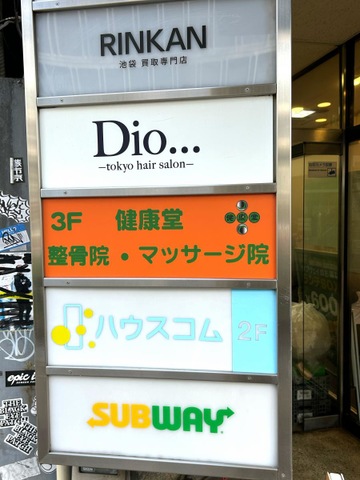 RINKAN
池袋 買取専門店
Dio...
–tokyo hair salon–
3F 健康堂
整骨院・マッサージ院
ハウスコム 2F
SUBWAY
epic